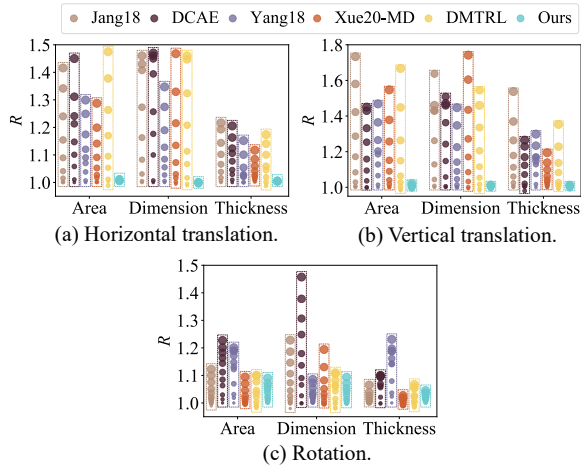 Jang18 DCAE Yang18 Xue20-MD DMTRL Ours
R
1.5
1.4
1.3
1.2
1.1
1.0
Area Dimension Thickness
(a) Horizontal translation.
R
1.8
1.6
1.4
1.2
1.0
Area Dimension Thickness
(b) Vertical translation.
R
1.5
1.4
1.3
1.2
1.1
1.0
Area Dimension Thickness
(c) Rotation.